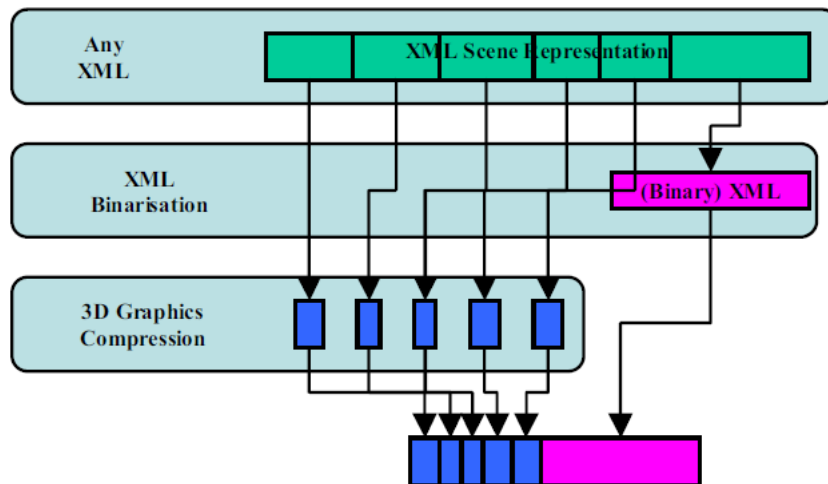 Any
XML
XML Scene Representation
XML
Binarisation
(Binary) XML
3D Graphics
Compression